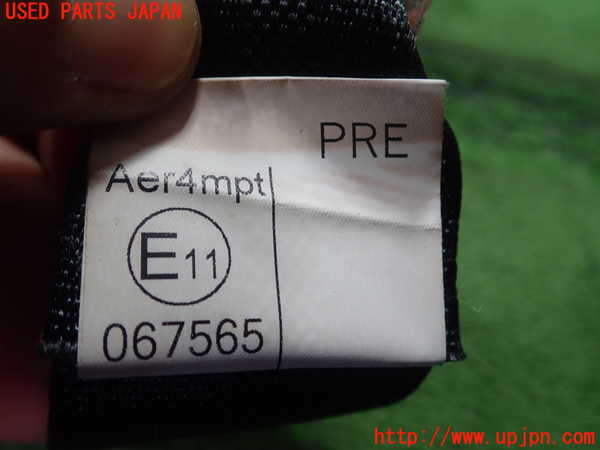 USED PARTS JAPAN
PRE
Aer4mpt
E11
067565
http://www.upjpn.com/